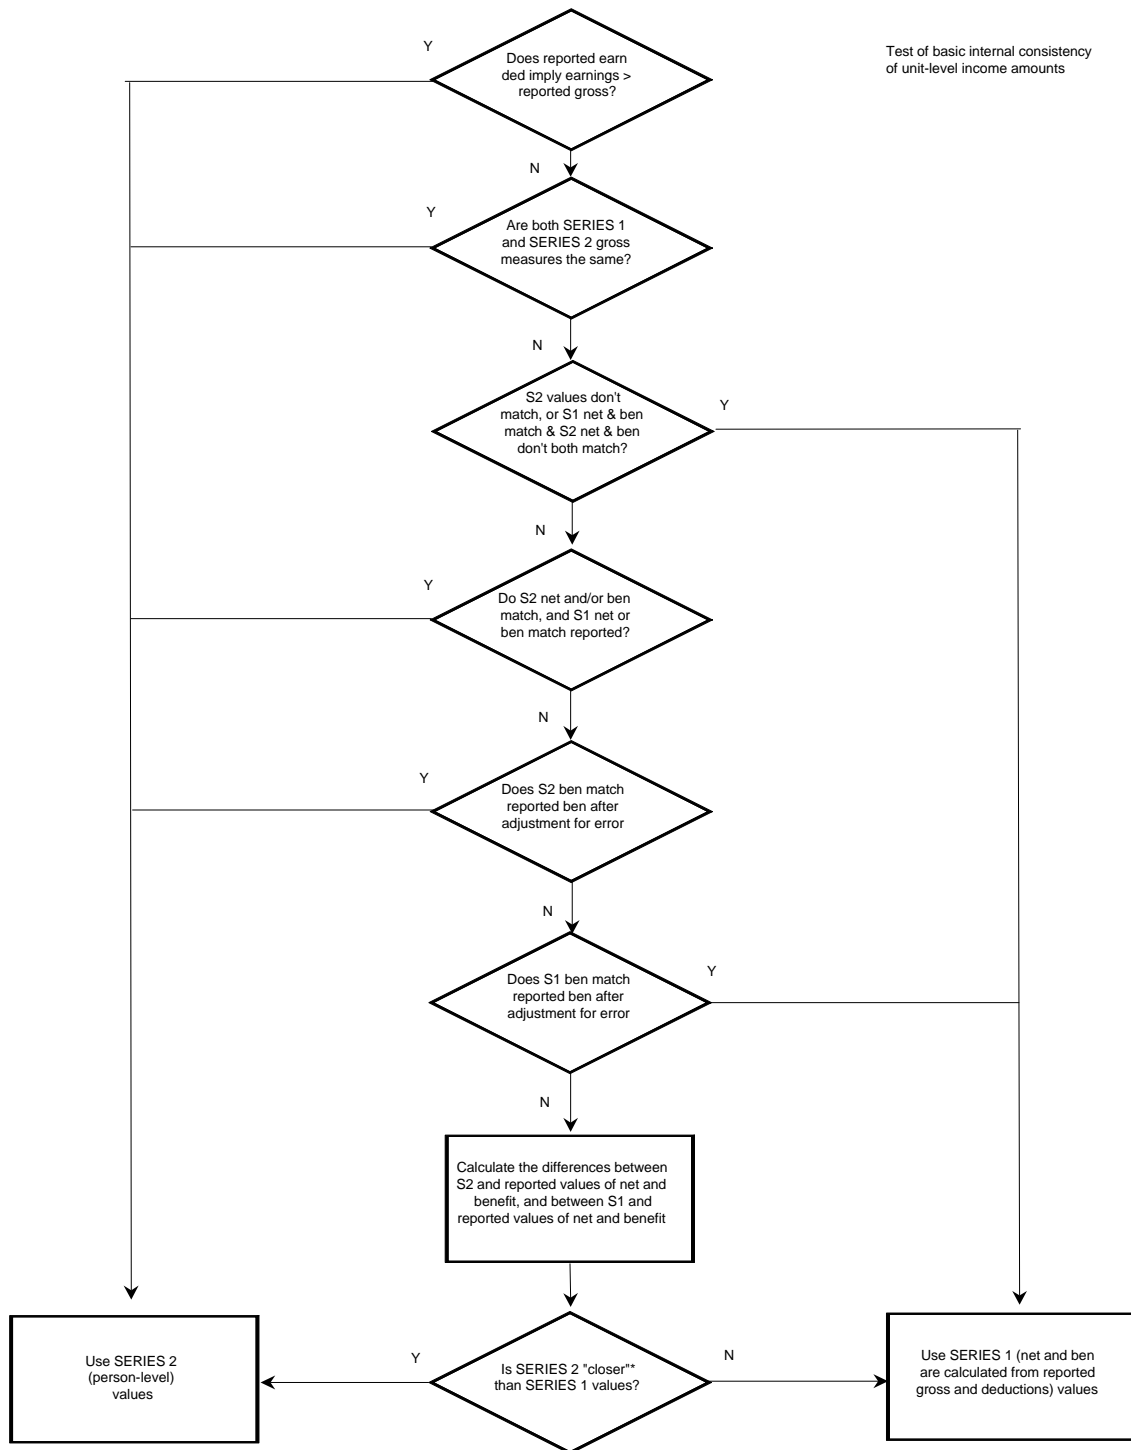 Y
Does reported earn
ded imply earnings >
reported gross?
Test of basic internal consistency
of unit-level income amounts
N
Y
Are both SERIES 1
and SERIES 2 gross
measures the same?
N
S2 values don't
match, or S1 net & ben
match & S2 net & ben
don't both match?
Y
N
Y
Do S2 net and/or ben
match, and S1 net or
ben match reported?
N
Y
Does S2 ben match
reported ben after
adjustment for error
N
Does S1 ben match
reported ben after
adjustment for error
Y
N
Calculate the differences between
S2 and reported values of net and
benefit, and between S1 and
reported values of net and benefit
Use SERIES 2
(person-level)
values
Y
Is SERIES 2 "closer"*
than SERIES 1 values?
N
Use SERIES 1 (net and ben
are calculated from reported
gross and deductions) values